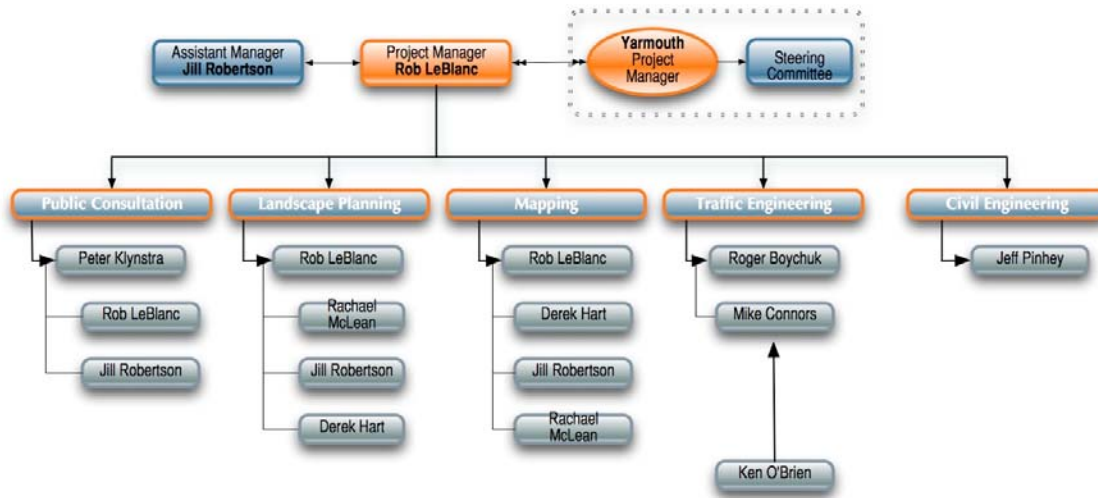 Assistant Manager
Jill Robertson
Project Manager
Rob LeBlanc
Yarmouth
Project
Manager
Steering
Committee
Public Consultation
Landscape Planning
Mapping
Traffic Engineering
Civil Engineering
Peter Klynstra
Rob LeBlanc
Rob LeBlanc
Roger Boychuk
Jeff Pinhey
Rob LeBlanc
Rachael
McLean
Derek Hart
Mike Connors
Jill Robertson
Jill Robertson
Jill Robertson
Derek Hart
Rachael
McLean
Ken O'Brien